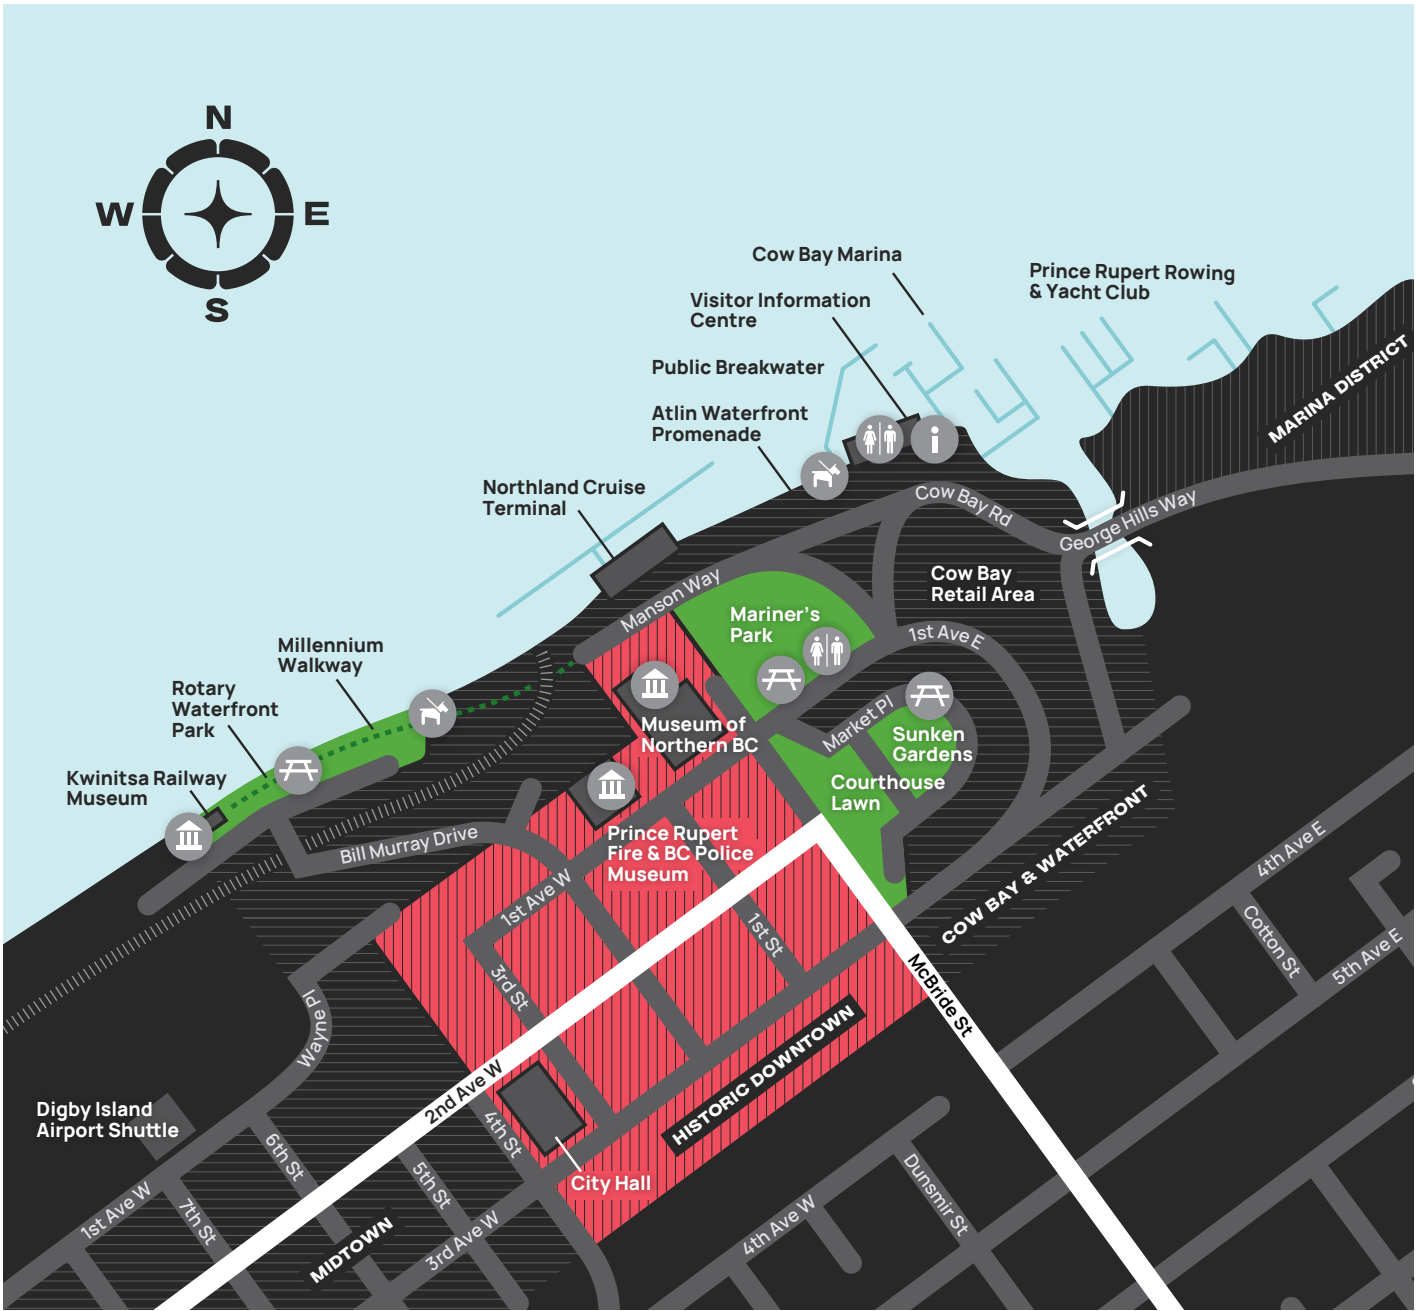 N
W
E
S
Cow Bay Marina
Prince Rupert Rowing
& Yacht Club
Visitor Information
Centre
Public Breakwater
Atlin Waterfront
Promenade
MARINA DISTRICT
Northland Cruise
Terminal
Cow Bay Rd
George Hills Way
Cow Bay
Retail Area
Manson Way
Mariner's
Park
1st Ave E
Millennium
Walkway
Rotary
Waterfront
Park
Museum of
Northern BC
Market Pl
Sunken
Gardens
Kwinitsa Railway
Museum
Courthouse
Lawn
Bill Murray Drive
Prince Rupert
Fire & BC Police
Museum
COW BAY & WATERFRONT
4th Ave E
1st Ave W
1st St
Cotton St
5th Ave E
3rd St
McBride St
Wayne Pl
HISTORIC DOWNTOWN
2nd Ave W
Digby Island
Airport Shuttle
4th St
6th St
5th St
City Hall
Dunsmir St
1st Ave W
7th St
MIDTOWN
3rd Ave W
4th Ave W